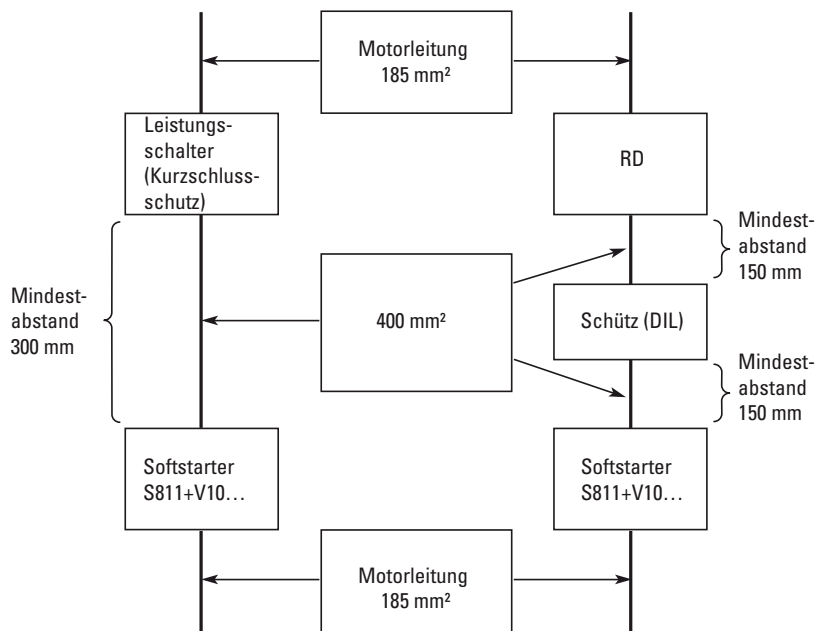 Motorleitung
185 mm²
Leistungs-
schalter
(Kurzschluss-
schutz)
RD
Mindest-
abstand
150 mm
Mindest-
abstand
300 mm
400 mm²
Schütz (DIL)
Mindest-
abstand
150 mm
Softstarter
S811+V10…
Softstarter
S811+V10…
Motorleitung
185 mm²